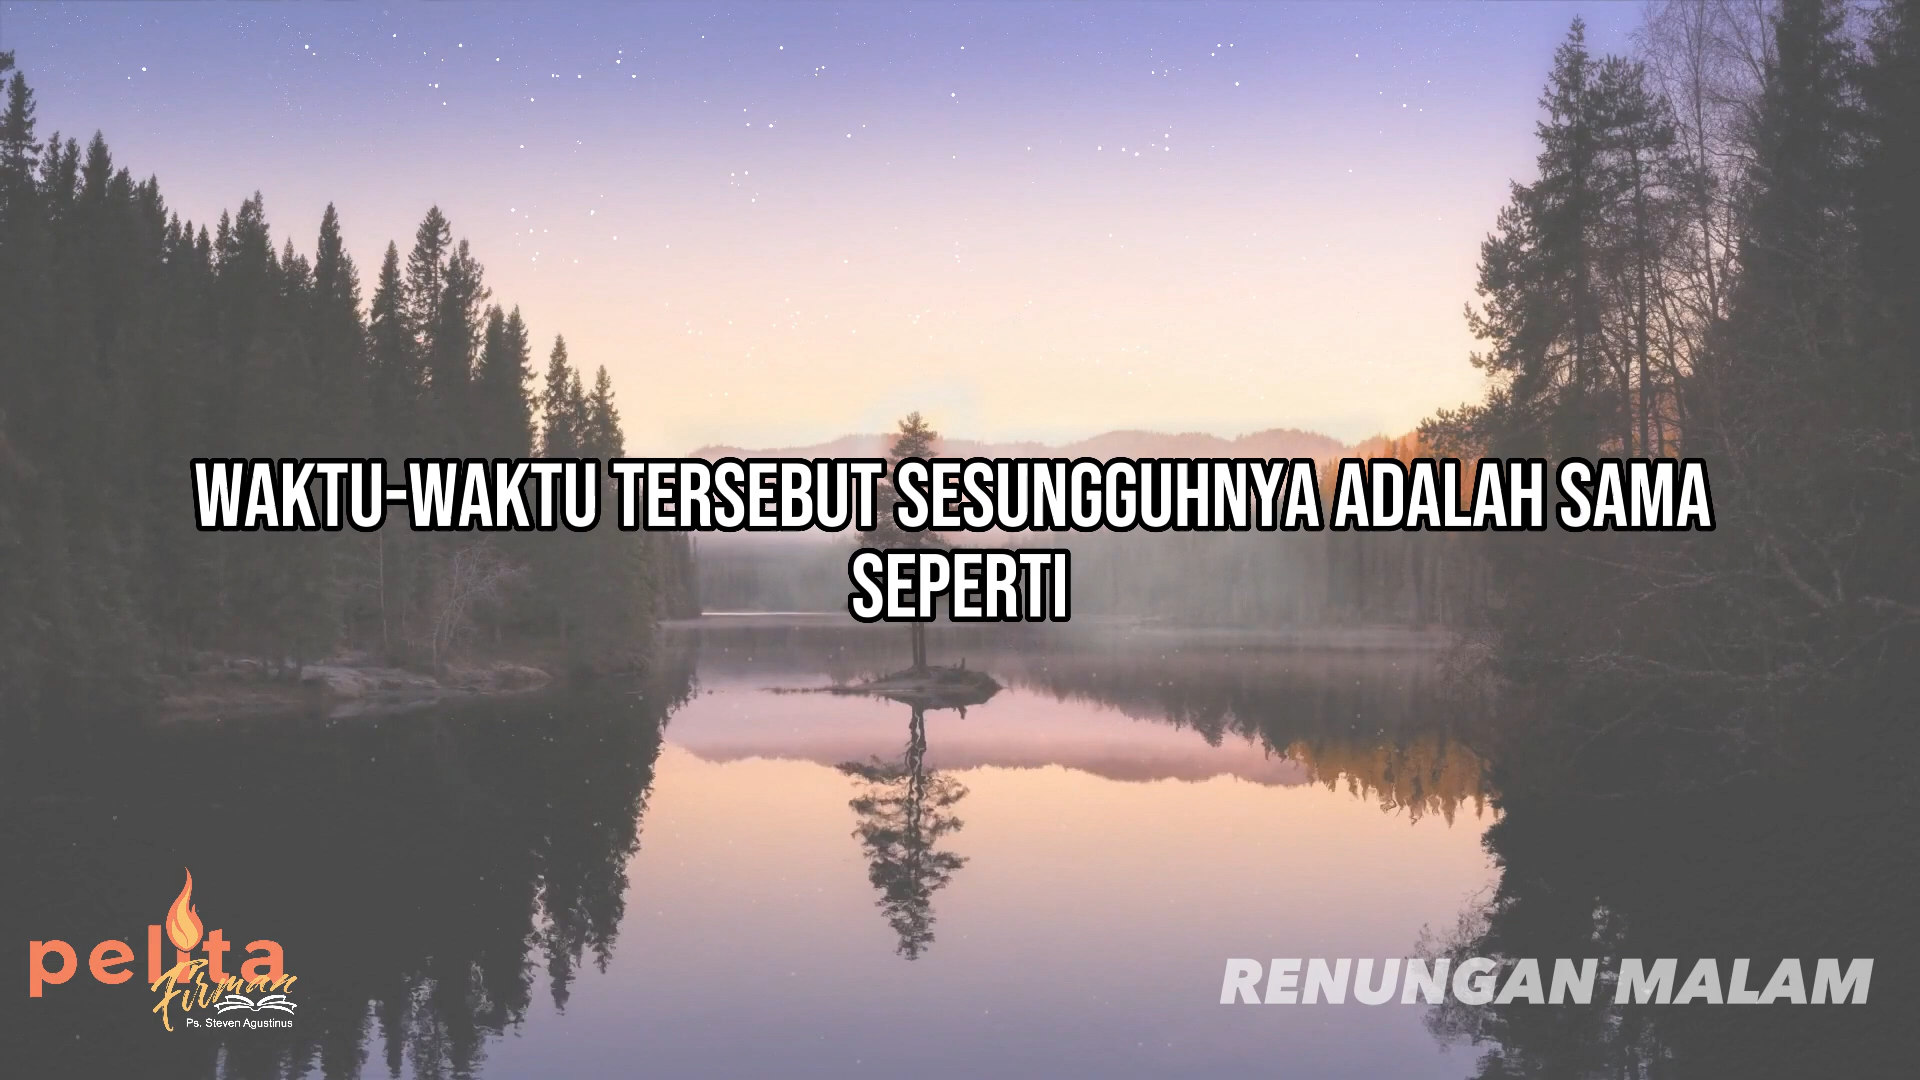 WAKTU-WAKTU TERSEBUT SESUNGGUHNYA ADALAH SAMA
SEPERTI
pelita
Firman
Ps. Steven Agustinus
RENUNGAN MALAM